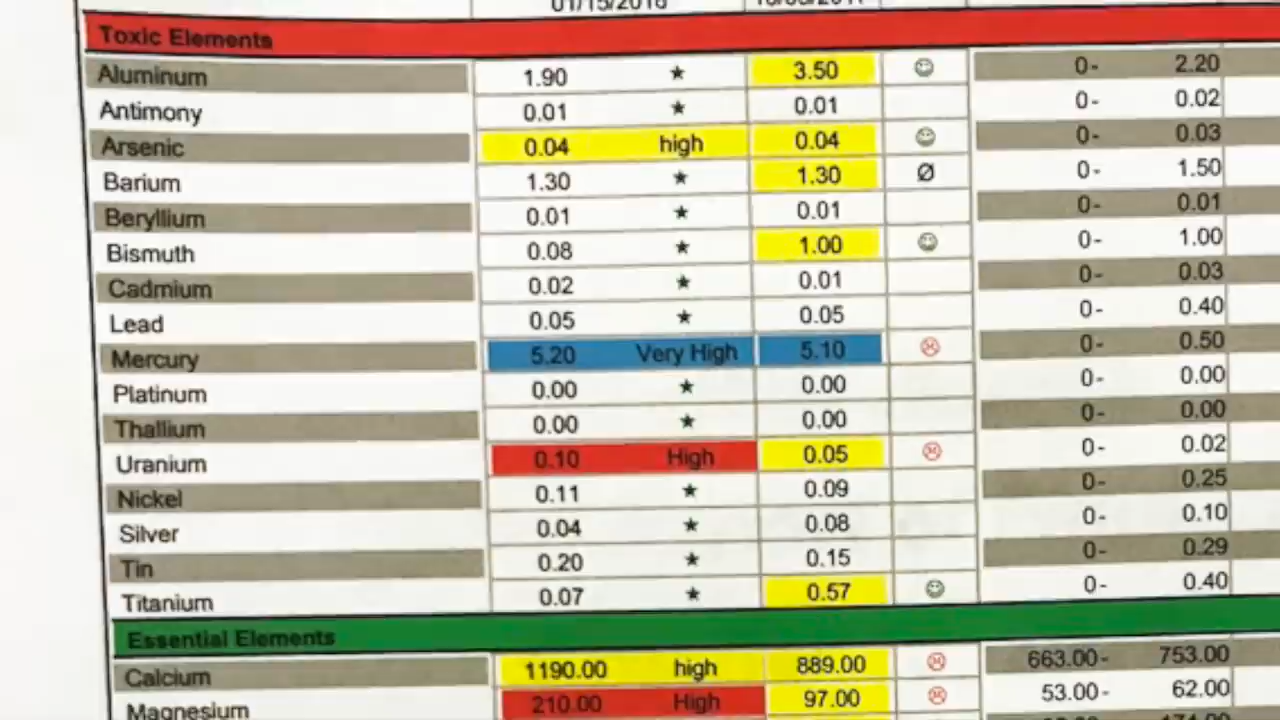 01/15/2018
Toxic Elements
Aluminum 1.90 ★ 3.50 ☺ 0- 2.20
Antimony 0.01 ★ 0.01 0- 0.02
Arsenic 0.04 high 0.04 ☺ 0- 0.03
Barium 1.30 ★ 1.30 Ø 0- 1.50
Beryllium 0.01 ★ 0.01 0- 0.01
Bismuth 0.08 ★ 1.00 ☺ 0- 1.00
Cadmium 0.02 ★ 0.01 0- 0.03
Lead 0.05 ★ 0.05 0- 0.40
Mercury 5.20 Very High 5.10 ☹ 0- 0.50
Platinum 0.00 ★ 0.00 0- 0.00
Thallium 0.00 ★ 0.00 0- 0.00
Uranium 0.10 High 0.05 ☹ 0- 0.02
Nickel 0.11 ★ 0.09 0- 0.25
Silver 0.04 ★ 0.08 0- 0.10
Tin 0.20 ★ 0.15 0- 0.29
Titanium 0.07 ★ 0.57 ☺ 0- 0.40
Essential Elements
Calcium 1190.00 high 889.00 ☹ 663.00- 753.00
Magnesium 210.00 High 97.00 ☹ 53.00- 62.00